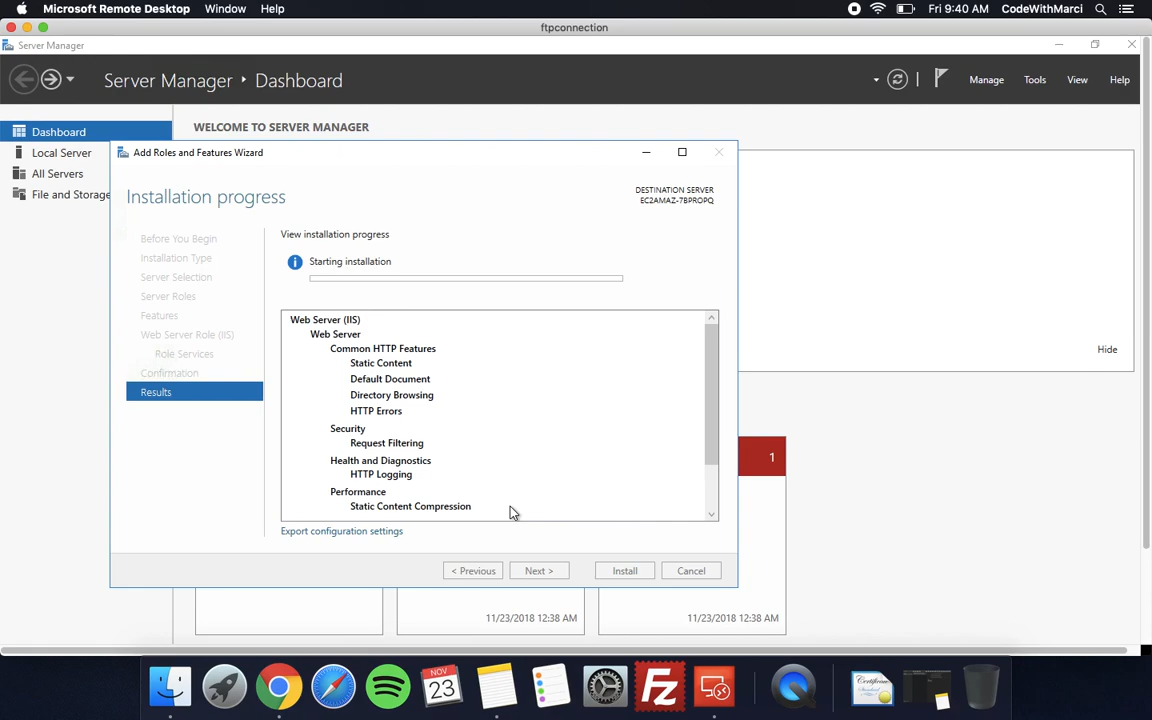 Microsoft Remote Desktop Window Help
Fri 9:40 AM CodeWithMarci
ftpconnection
Server Manager
Server Manager ‣ Dashboard
Manage Tools View Help
Dashboard
Local Server
All Servers
File and Storage
WELCOME TO SERVER MANAGER
Add Roles and Features Wizard
Installation progress
DESTINATION SERVER
EC2AMAZ-7BPROPQ
Before You Begin
Installation Type
Server Selection
Server Roles
Features
Web Server Role (IIS)
Role Services
Confirmation
Results
View installation progress
Starting installation
Web Server (IIS)
Web Server
Common HTTP Features
Static Content
Default Document
Directory Browsing
HTTP Errors
Security
Request Filtering
Health and Diagnostics
HTTP Logging
Performance
Static Content Compression
Export configuration settings
< Previous Next > Install Cancel
Hide
1
11/23/2018 12:38 AM
11/23/2018 12:38 AM
NOV
23
Fz